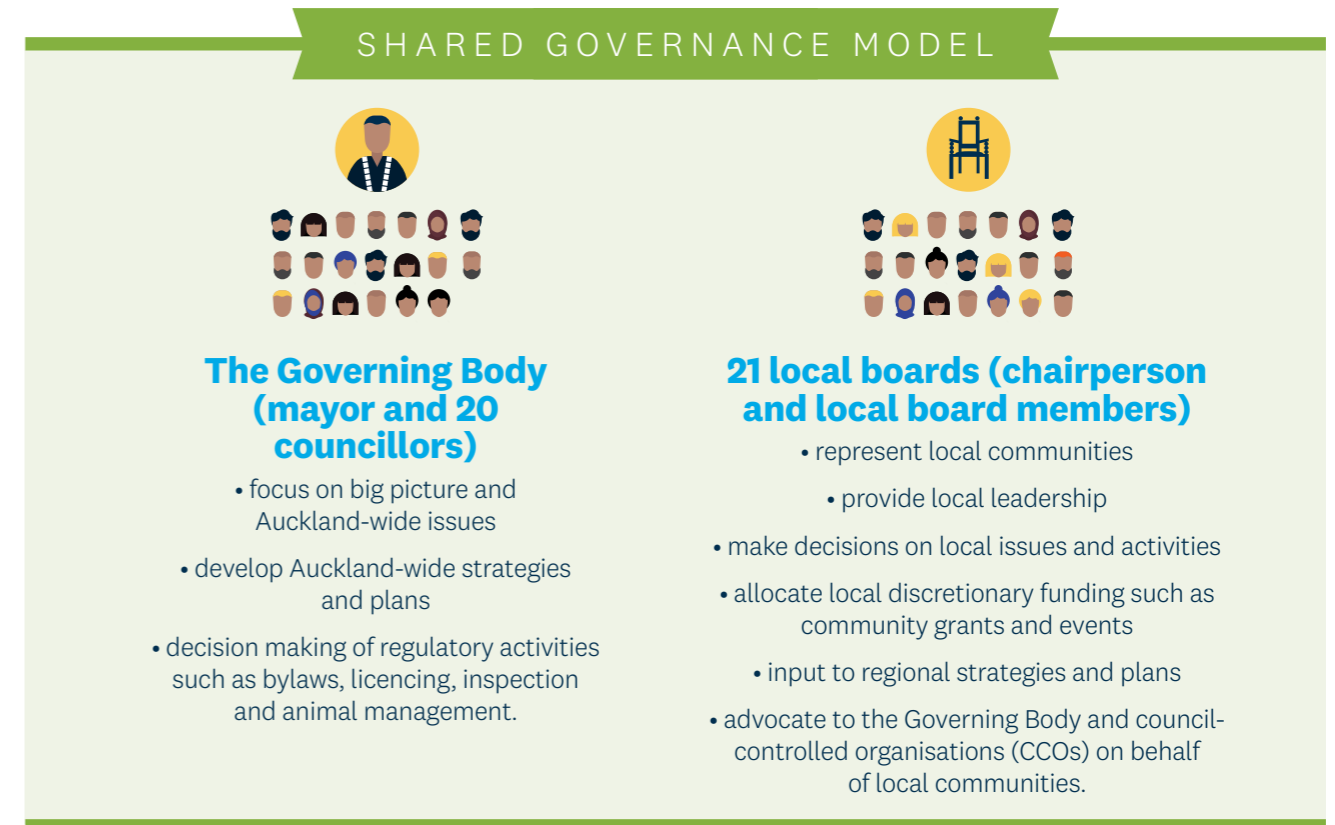 SHARED GOVERNANCE MODEL
The Governing Body
(mayor and 20
councillors)
• focus on big picture and
Auckland-wide issues
• develop Auckland-wide strategies
and plans
• decision making of regulatory activities
such as bylaws, licencing, inspection
and animal management.
21 local boards (chairperson
and local board members)
• represent local communities
• provide local leadership
• make decisions on local issues and activities
• allocate local discretionary funding such as
community grants and events
• input to regional strategies and plans
• advocate to the Governing Body and council-
controlled organisations (CCOs) on behalf
of local communities.